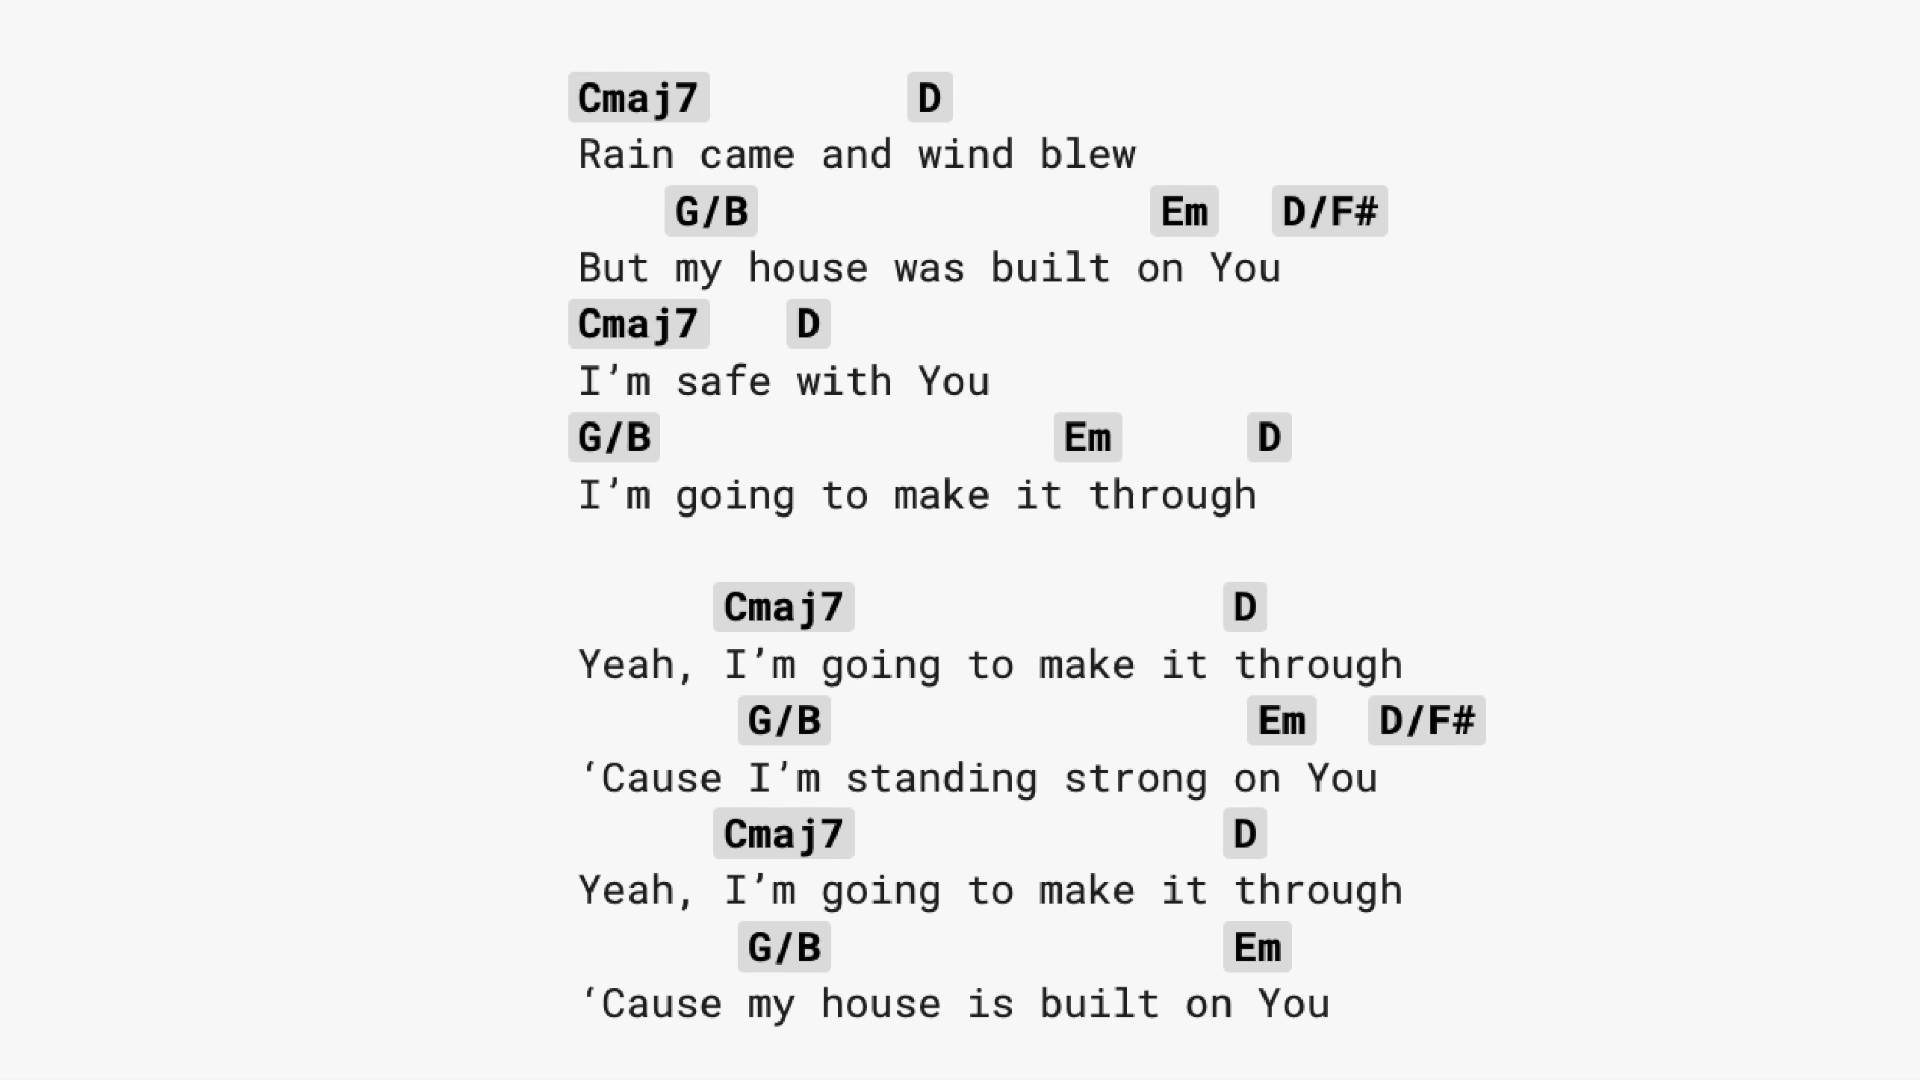 Cmaj7 D
Rain came and wind blew
G/B Em D/F#
But my house was built on You
Cmaj7 D
I’m safe with You
G/B Em D
I’m going to make it through
Cmaj7 D
Yeah, I’m going to make it through
G/B Em D/F#
‘Cause I’m standing strong on You
Cmaj7 D
Yeah, I’m going to make it through
G/B Em
‘Cause my house is built on You